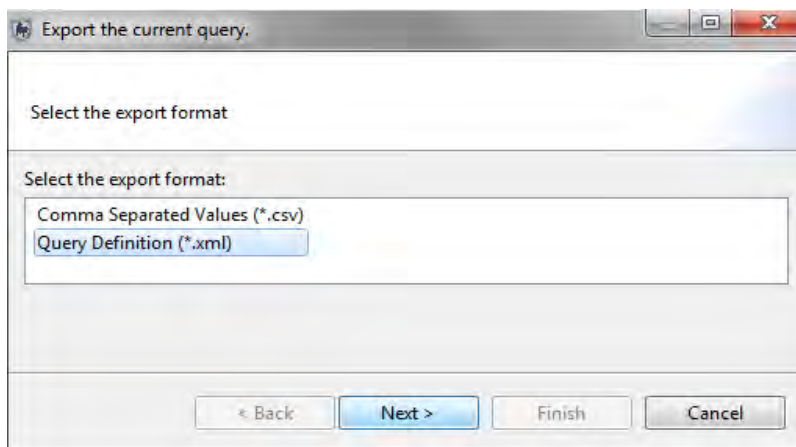 Export the current query.
Select the export format
Select the export format:
Comma Separated Values (*.csv)
Query Definition (*.xml)
< Back Next > Finish Cancel